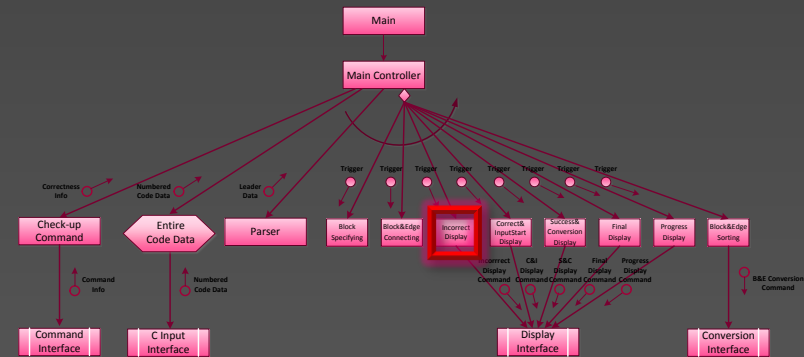 Main
Main Controller
Correctness
Info
Numbered
Code Data
Leader
Data
Trigger
Trigger
Trigger
Trigger
Trigger
Trigger
Trigger
Trigger
Check-up
Command
Entire
Code Data
Parser
Block
Specifying
Block&Edge
Connecting
Incorrect
Display
Correct&
InputStart
Display
Success&
Conversion
Display
Final
Display
Progress
Display
Block&Edge
Sorting
Command
Info
Numbered
Code Data
Incorrrect
Display
Command
C&I
Display
Command
S&C
Display
Command
Final
Display
Command
Progress
Display
Command
B&E Conversion
Command
Command
Interface
C Input
Interface
Display
Interface
Conversion
Interface